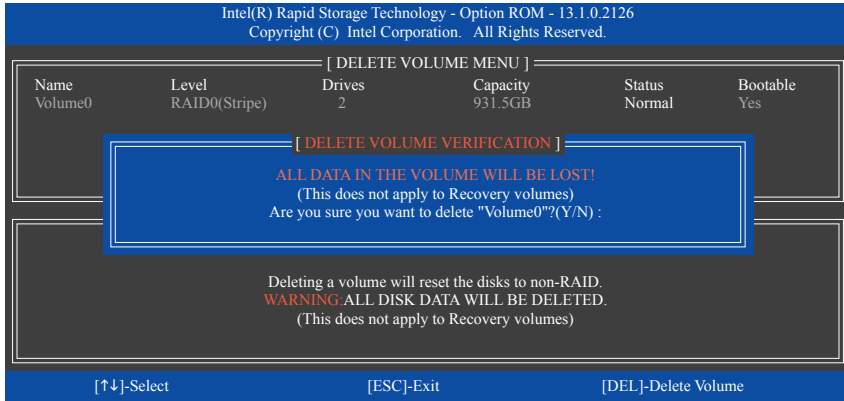 Intel(R) Rapid Storage Technology - Option ROM - 13.1.0.2126
Copyright (C) Intel Corporation. All Rights Reserved.
[ DELETE VOLUME MENU ]
Name Level Drives Capacity Status Bootable
Volume0 RAID0(Stripe) 2 931.5GB Normal Yes
[ DELETE VOLUME VERIFICATION ]
ALL DATA IN THE VOLUME WILL BE LOST!
(This does not apply to Recovery volumes)
Are you sure you want to delete "Volume0"?(Y/N) :
Deleting a volume will reset the disks to non-RAID.
WARNING:ALL DISK DATA WILL BE DELETED.
(This does not apply to Recovery volumes)
[↑↓]-Select [ESC]-Exit [DEL]-Delete Volume